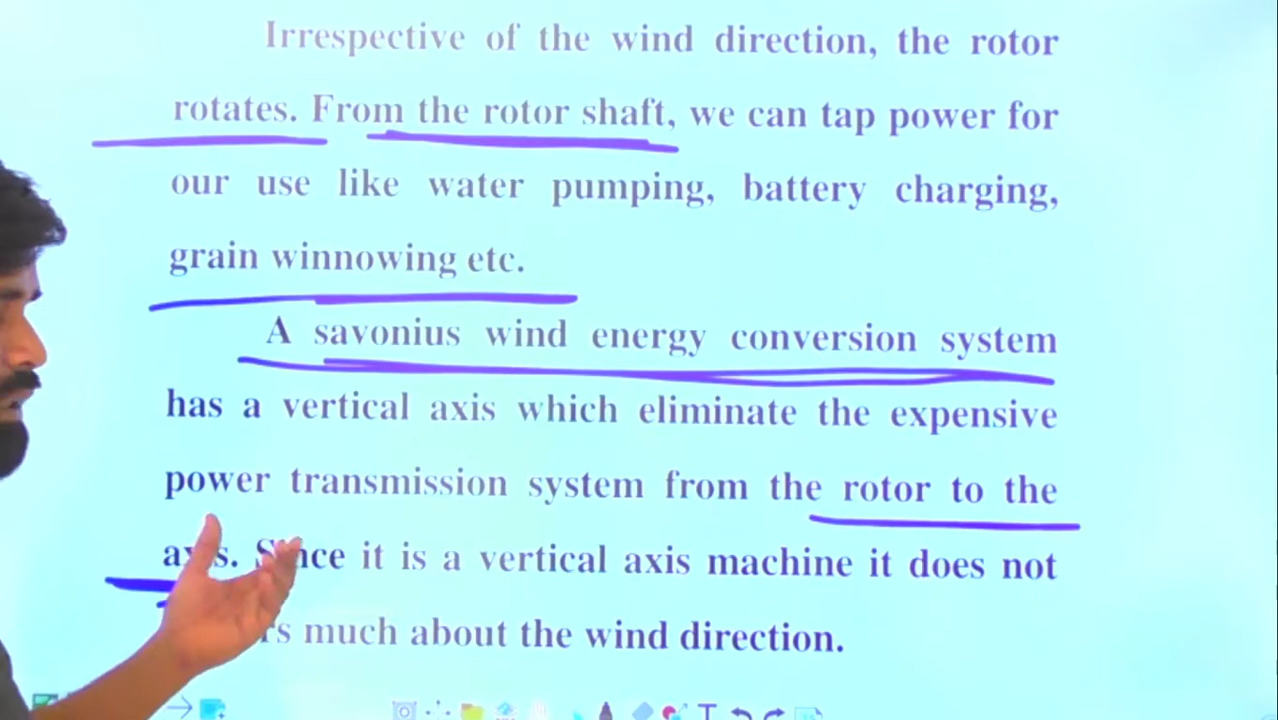 Irrespective of the wind direction, the rotor
rotates. From the rotor shaft, we can tap power for
our use like water pumping, battery charging,
grain winnowing etc.
A savonius wind energy conversion system
has a vertical axis which eliminate the expensive
power transmission system from the rotor to the
axis. Since it is a vertical axis machine it does not
much about the wind direction.